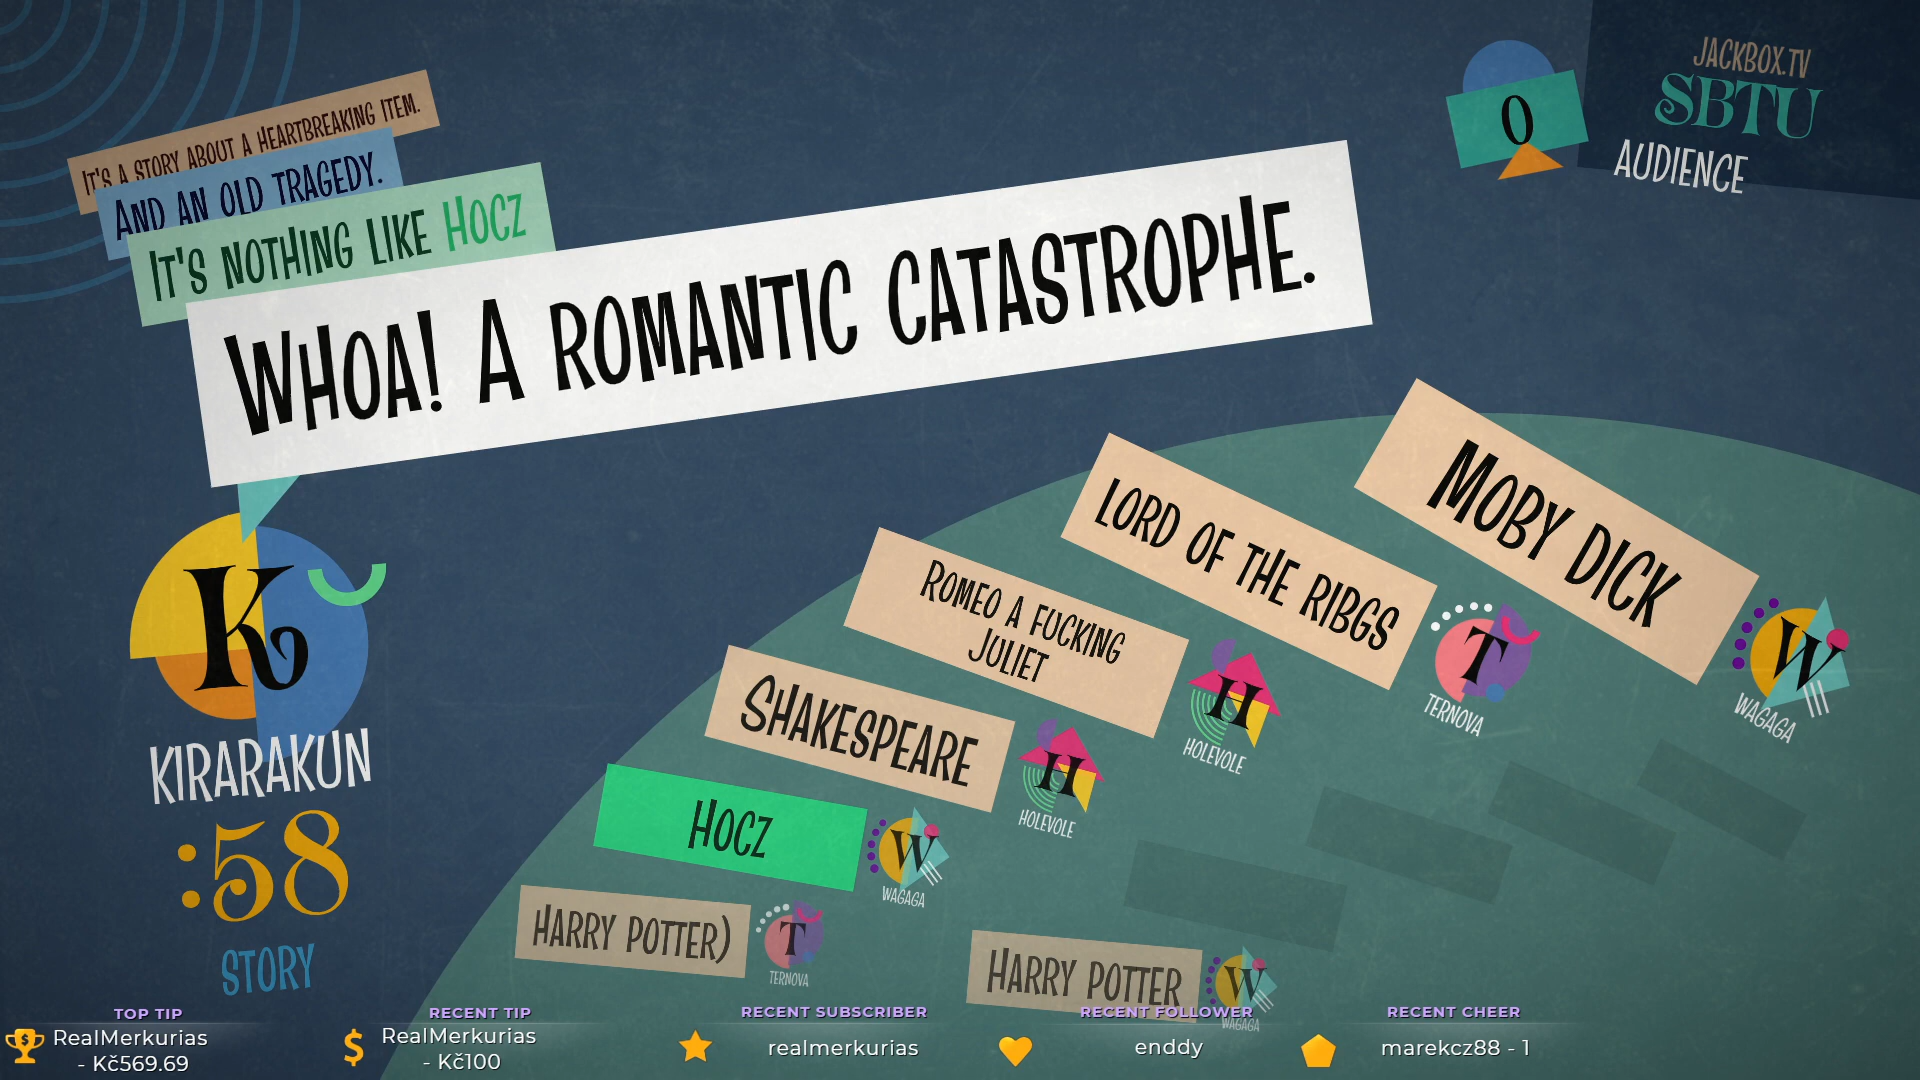 It's a story about a heartbreaking item.
And an old tragedy.
It's nothing like Hocz
Whoa! A romantic catastrophe.
0
JACKBOX.TV
SBTU
AUDIENCE
K
KIRARAKUN
:58
STORY
Moby Dick
W
WAGAGA
Lord of the ribgs
T
TERNOVA
Romeo a fucking
Juliet
H
HOLEVOLE
Shakespeare
H
HOLEVOLE
Hocz
W
WAGAGA
Harry Potter)
T
TERNOVA
Harry Potter
W
WAGAGA
TOP TIP
RealMerkurias
- Kč569.69
RECENT TIP
RealMerkurias
- Kč100
RECENT SUBSCRIBER
realmerkurias
RECENT FOLLOWER
enddy
RECENT CHEER
marekcz88 - 1